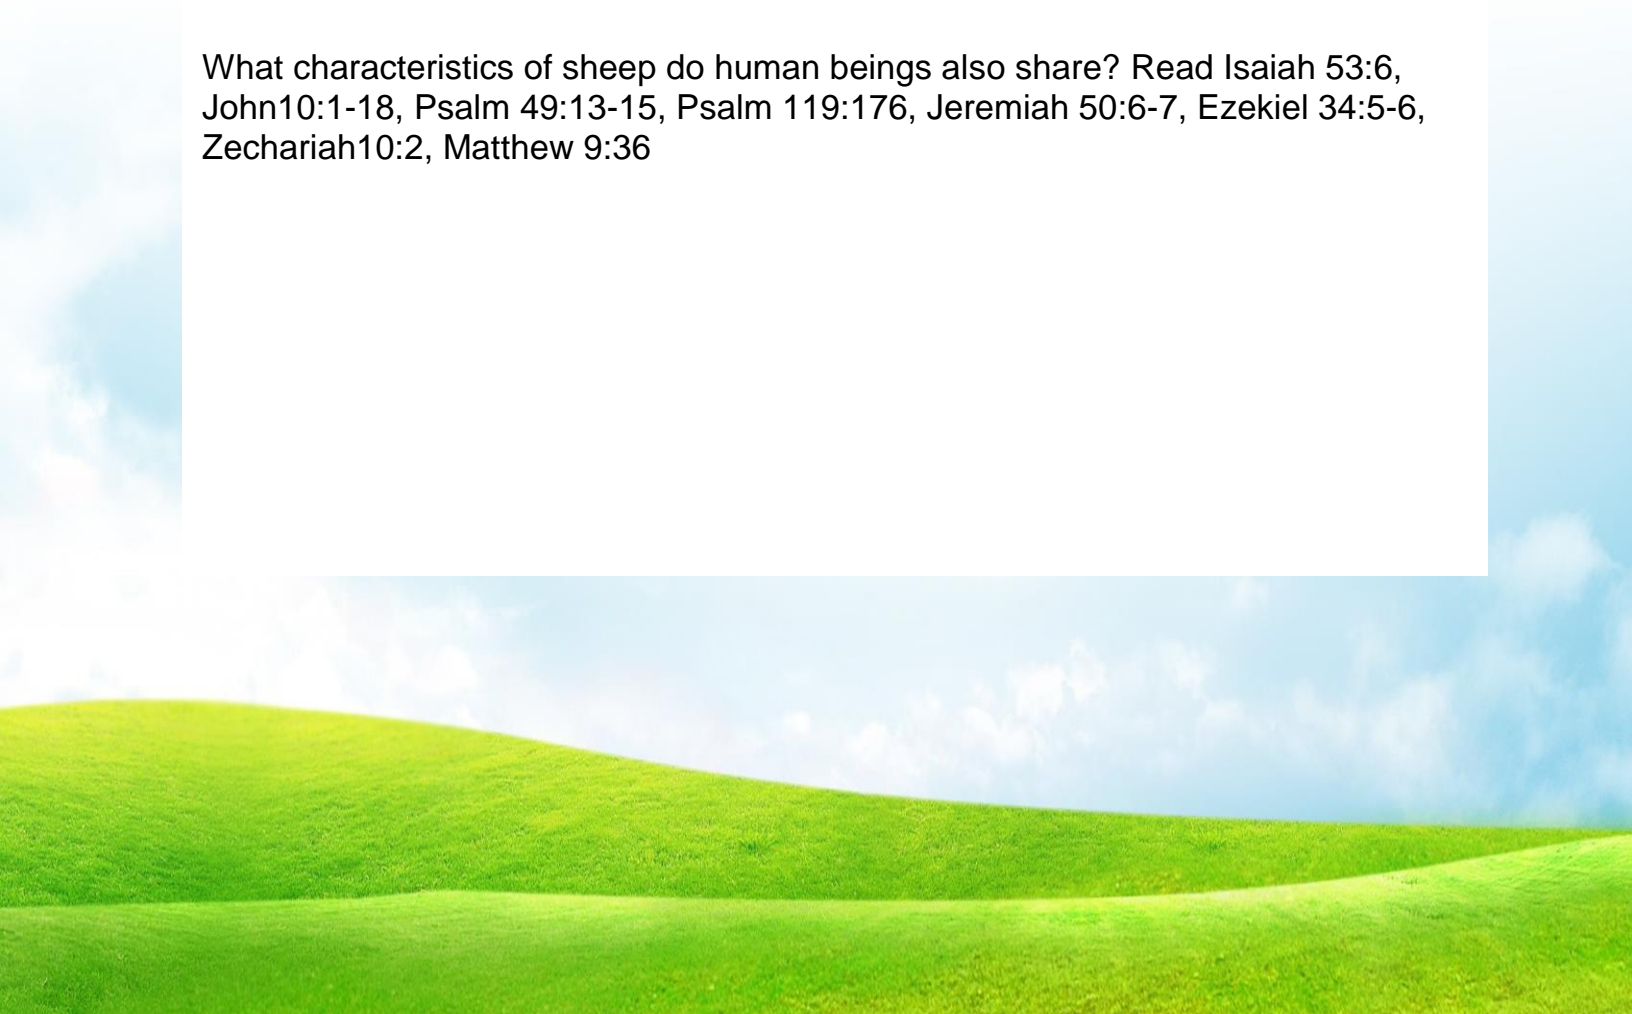 What characteristics of sheep do human beings also share? Read Isaiah 53:6,
John10:1-18, Psalm 49:13-15, Psalm 119:176, Jeremiah 50:6-7, Ezekiel 34:5-6,
Zechariah10:2, Matthew 9:36